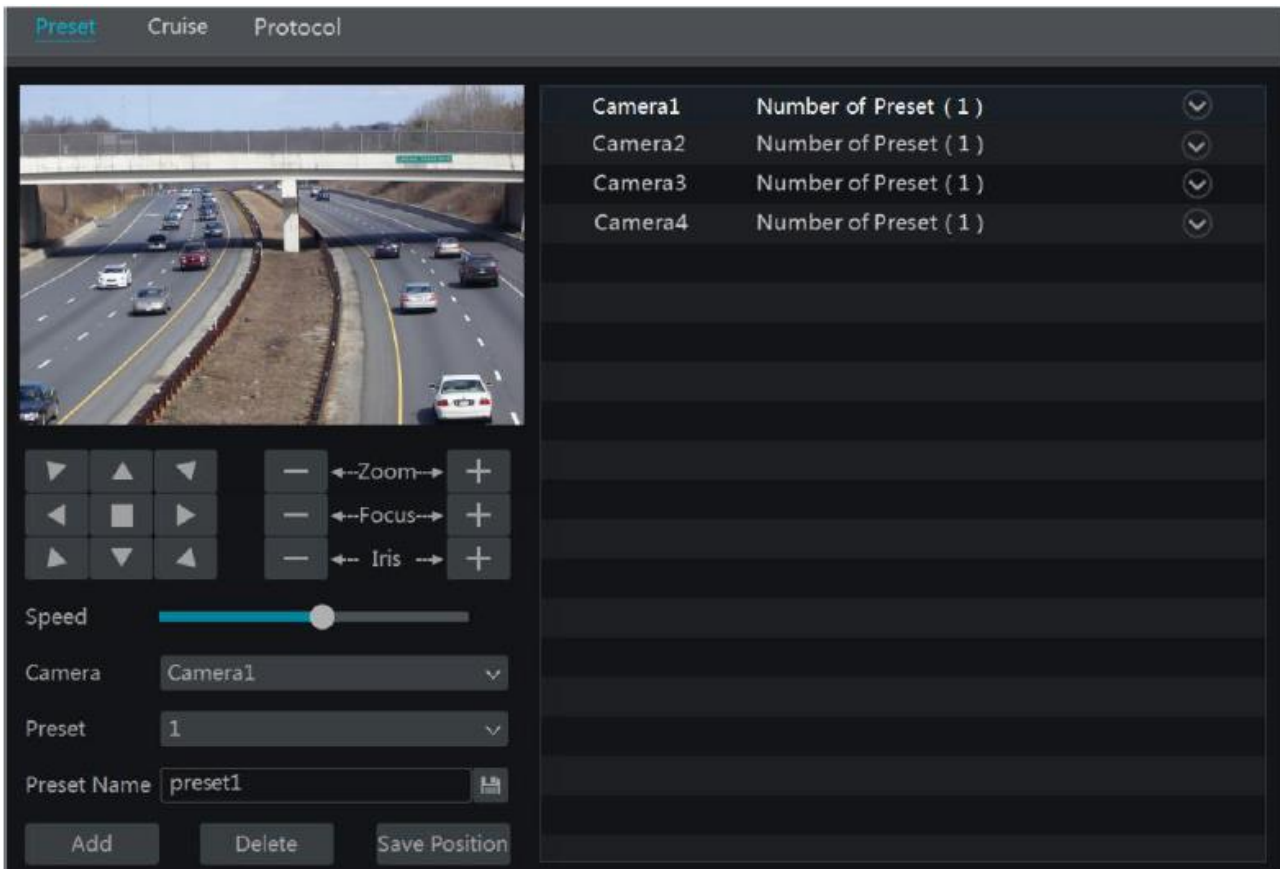 Preset Cruise Protocol
Camera1 Number of Preset ( 1 )
Camera2 Number of Preset ( 1 )
Camera3 Number of Preset ( 1 )
Camera4 Number of Preset ( 1 )
Zoom
Focus
Iris
Speed
Camera Camera1
Preset 1
Preset Name preset1
Add Delete Save Position